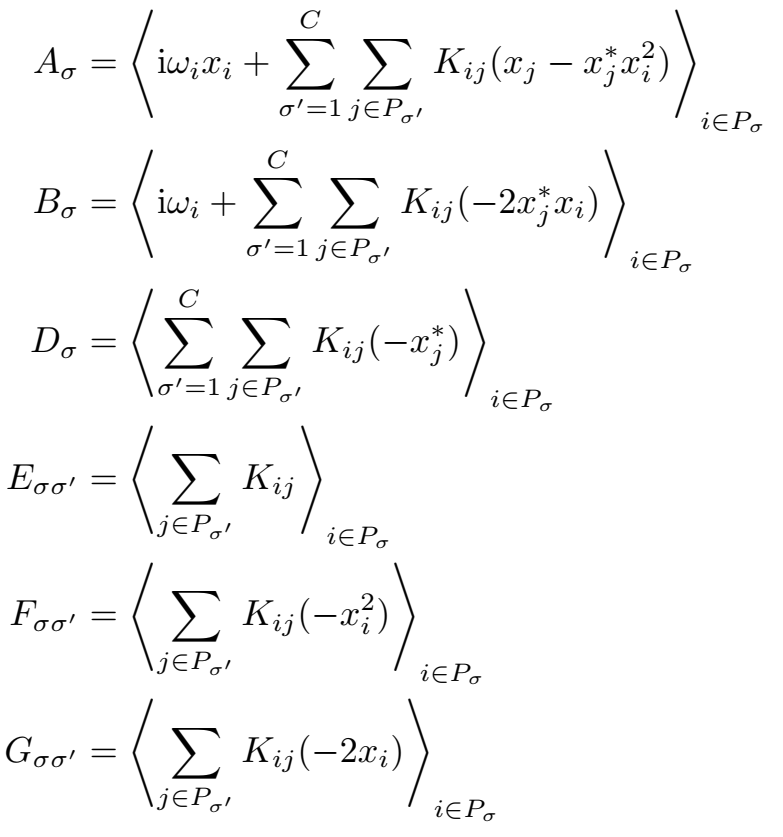 A_σ = ⟨ iω_i x_i + ∑_{σ'=1}^{C} ∑_{j∈P_{σ'}} K_{ij}(x_j − x_j^* x_i^2) ⟩_{i∈P_σ}
B_σ = ⟨ iω_i + ∑_{σ'=1}^{C} ∑_{j∈P_{σ'}} K_{ij}(−2x_j^* x_i) ⟩_{i∈P_σ}
D_σ = ⟨ ∑_{σ'=1}^{C} ∑_{j∈P_{σ'}} K_{ij}(−x_j^*) ⟩_{i∈P_σ}
E_{σσ'} = ⟨ ∑_{j∈P_{σ'}} K_{ij} ⟩_{i∈P_σ}
F_{σσ'} = ⟨ ∑_{j∈P_{σ'}} K_{ij}(−x_i^2) ⟩_{i∈P_σ}
G_{σσ'} = ⟨ ∑_{j∈P_{σ'}} K_{ij}(−2x_i) ⟩_{i∈P_σ}